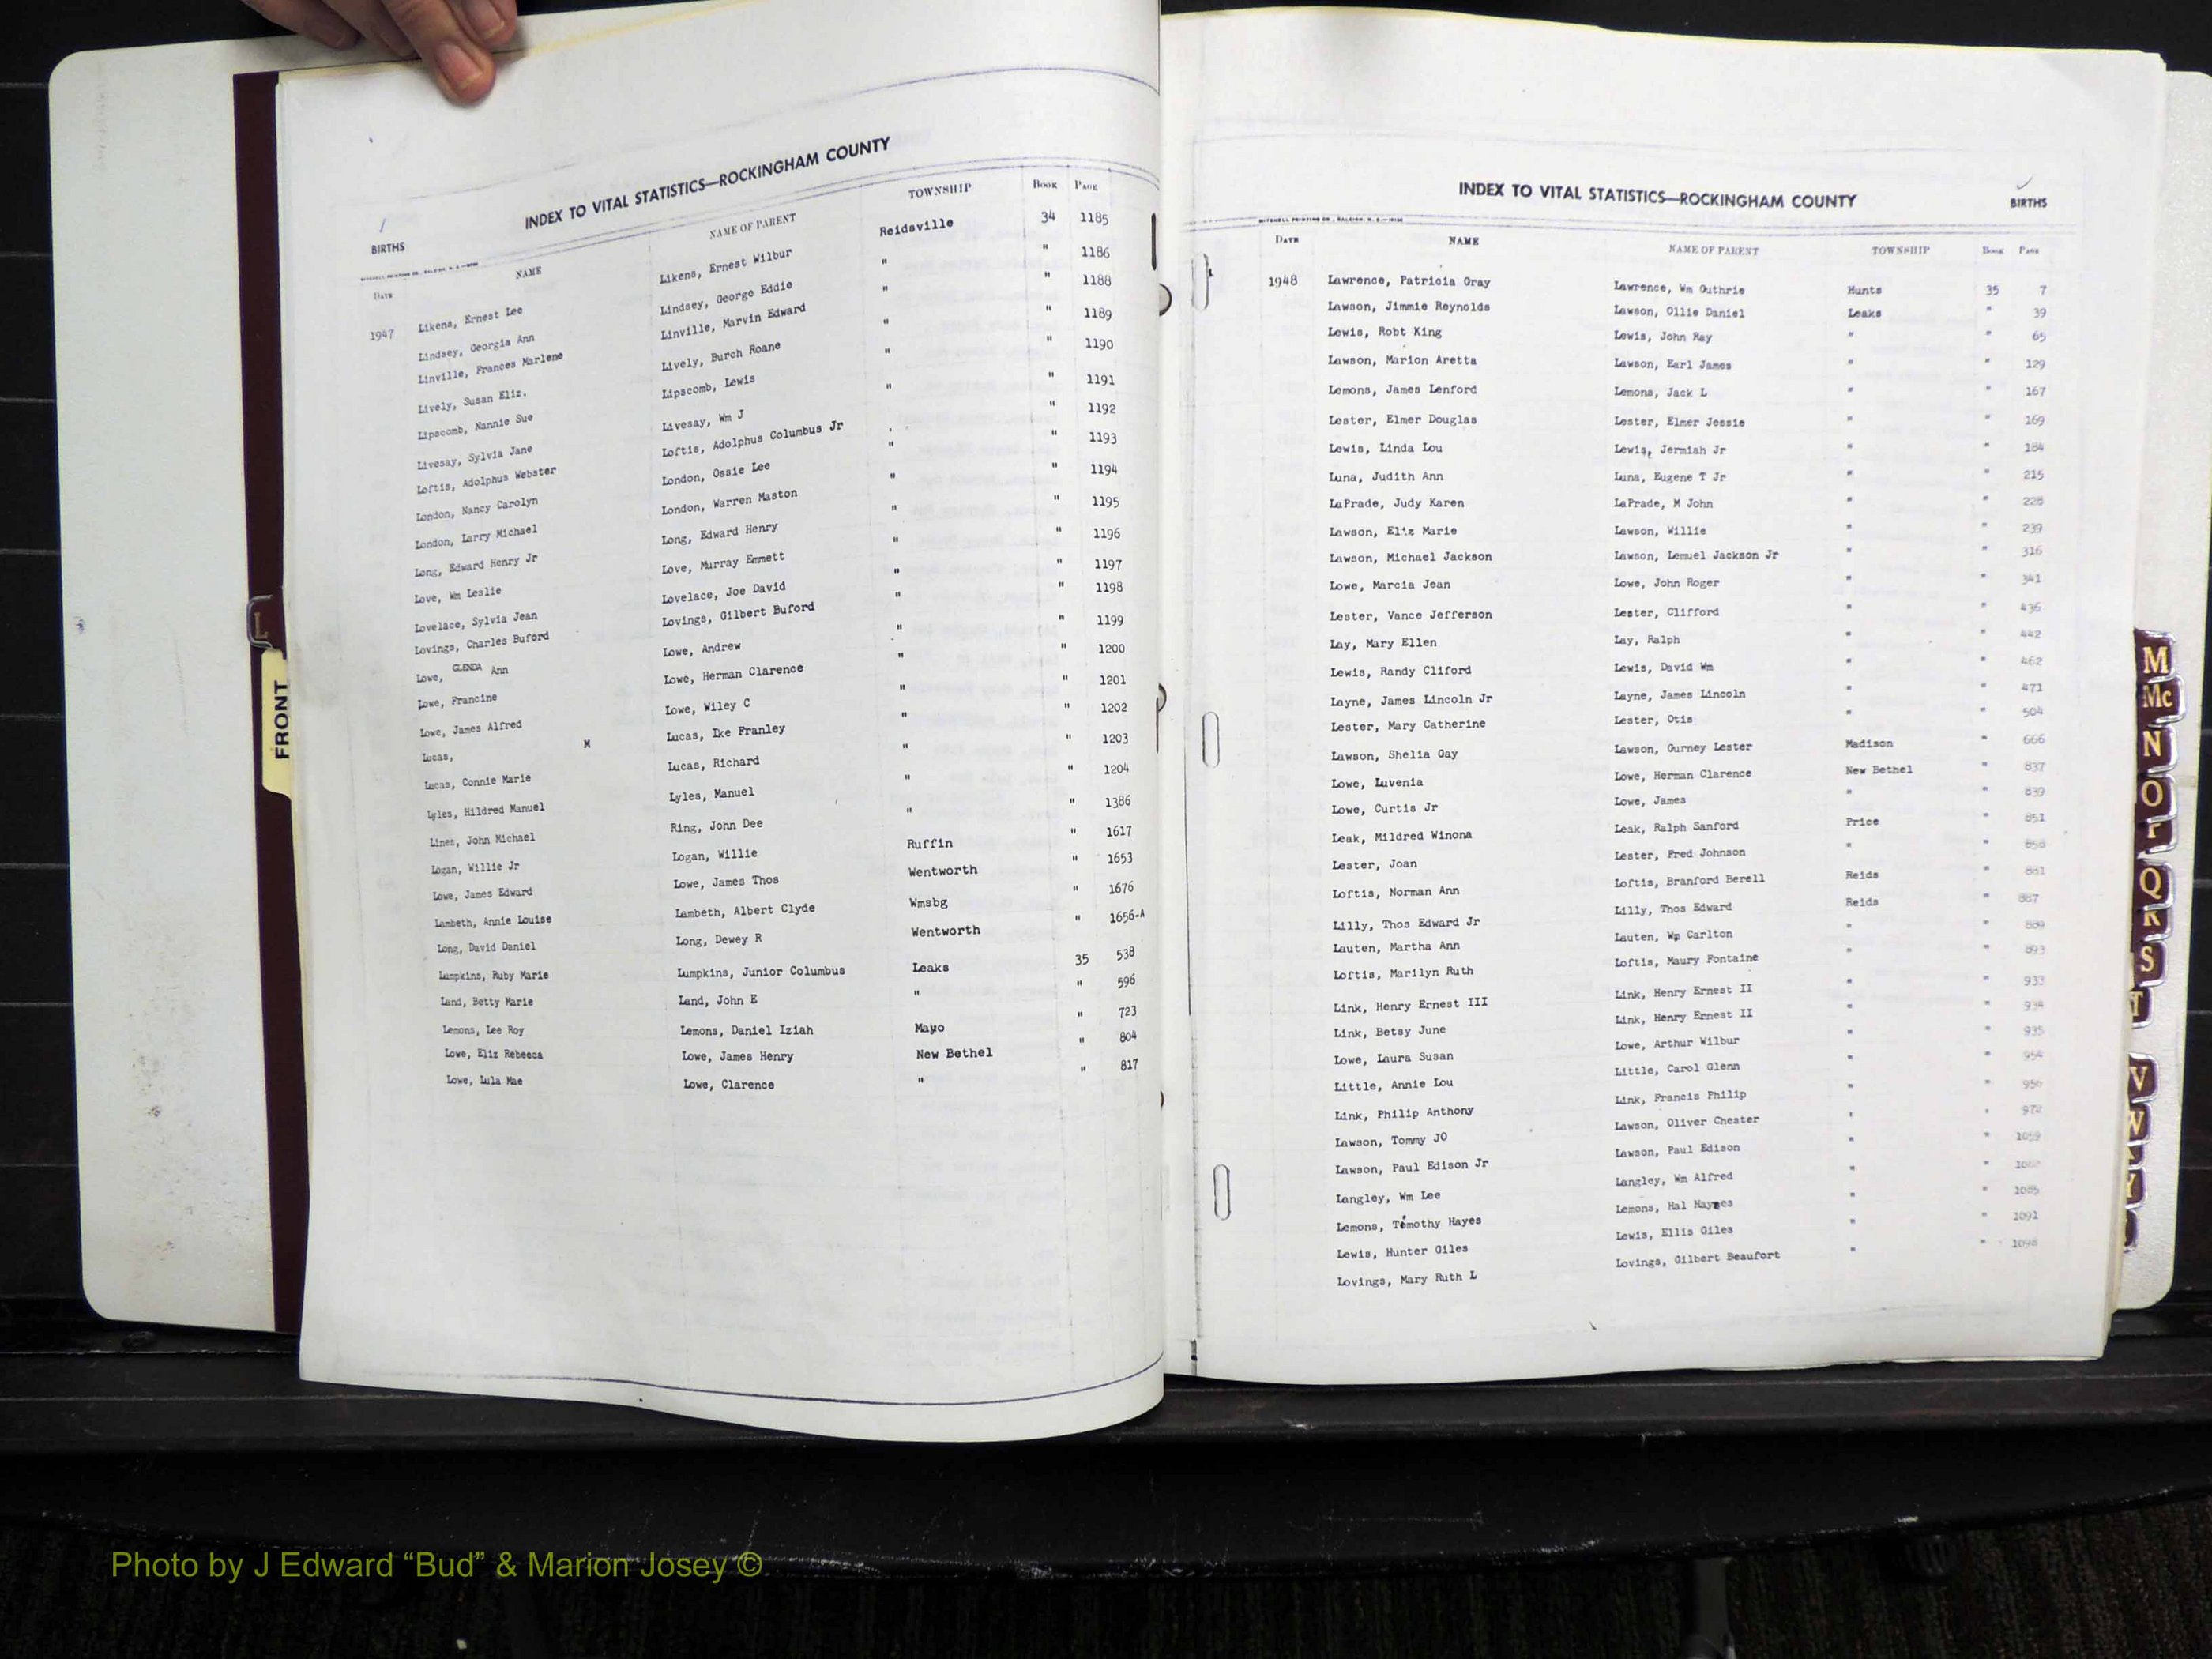 INDEX TO VITAL STATISTICS—ROCKINGHAM COUNTY
BIRTHS
DATE NAME NAME OF PARENT TOWNSHIP BOOK PAGE
1947 Likens, Ernest Lee Likens, Ernest Wilbur Reidsville 34 1185
Lindsey, Georgia Ann Lindsey, George Eddie " " 1186
Linville, Frances Marlene Linville, Marvin Edward " " 1188
Lively, Susan Eliz. Lively, Burch Roane " " 1189
Lipscomb, Nannie Sue Lipscomb, Lewis " " 1190
Livesay, Sylvia Jane Livesay, Wm J " " 1191
Loftis, Adolphus Webster Loftis, Adolphus Columbus Jr " " 1192
London, Nancy Carolyn London, Ossie Lee " " 1193
London, Larry Michael London, Warren Maston " " 1194
Long, Edward Henry Jr Long, Edward Henry " " 1195
Love, Wm Leslie Love, Murray Emmett " " 1196
Lovelace, Sylvia Jean Lovelace, Joe David " " 1197
Lovings, Charles Buford Lovings, Gilbert Buford " " 1198
Lowe, GLENDA Ann Lowe, Andrew " " 1199
Lowe, Francine Lowe, Herman Clarence " " 1200
Lowe, James Alfred Lowe, Wiley C " " 1201
Lucas, M Lucas, Ike Franley " " 1202
Lucas, Connie Marie Lucas, Richard " " 1203
Lyles, Hildred Manuel Lyles, Manuel " " 1204
Lines, John Michael Ring, John Dee " " 1386
Logan, Willie Jr Logan, Willie Ruffin " 1617
Lowe, James Edward Lowe, James Thos Wentworth " 1653
Lambeth, Annie Louise Lambeth, Albert Clyde Wmsbg " 1676
Long, David Daniel Long, Dewey R Wentworth " 1656-A
Lumpkins, Ruby Marie Lumpkins, Junior Columbus Leaks 35 538
Land, Betty Marie Land, John E " " 596
Lemons, Lee Roy Lemons, Daniel Iziah Mayo " 723
Lowe, Eliz Rebecca Lowe, James Henry New Bethel " 804
Lowe, Lula Mae Lowe, Clarence " " 817
L
FRONT
INDEX TO VITAL STATISTICS—ROCKINGHAM COUNTY
BIRTHS
MITCHELL PRINTING CO., RALEIGH, N. C.
DATE NAME NAME OF PARENT TOWNSHIP BOOK PAGE
1948 Lawrence, Patricia Gray Lawrence, Wm Guthrie Hunts 35 7
Lawson, Jimmie Reynolds Lawson, Ollie Daniel Leaks " 39
Lewis, Robt King Lewis, John Ray " " 65
Lawson, Marion Aretta Lawson, Earl James " " 129
Lemons, James Lenford Lemons, Jack L " " 167
Lester, Elmer Douglas Lester, Elmer Jessie " " 169
Lewis, Linda Lou Lewis, Jermiah Jr " " 184
Luna, Judith Ann Luna, Eugene T Jr " " 215
LaPrade, Judy Karen LaPrade, M John " " 228
Lawson, Eliz Marie Lawson, Willie " " 239
Lawson, Michael Jackson Lawson, Lemuel Jackson Jr " " 316
Lowe, Marcia Jean Lowe, John Roger " " 341
Lester, Vance Jefferson Lester, Clifford " " 436
Lay, Mary Ellen Lay, Ralph " " 442
Lewis, Randy Cliford Lewis, David Wm " " 462
Layne, James Lincoln Jr Layne, James Lincoln " " 471
Lester, Mary Catherine Lester, Otis " " 504
Lawson, Shelia Gay Lawson, Gurney Lester Madison " 666
Lowe, Luvenia Lowe, Herman Clarence New Bethel " 837
Lowe, Curtis Jr Lowe, James " " 839
Leak, Mildred Winona Leak, Ralph Sanford Price " 851
Lester, Joan Lester, Fred Johnson " "
Loftis, Norman Ann Loftis, Branford Berell Reids " 881
Lilly, Thos Edward Jr Lilly, Thos Edward Reids " 887
Lauten, Martha Ann Lauten, Wm Carlton " " 889
Loftis, Marilyn Ruth Loftis, Maury Fontaine " " 893
Link, Henry Ernest III Link, Henry Ernest II " " 933
Link, Betsy June Link, Henry Ernest II " " 934
Lowe, Laura Susan Lowe, Arthur Wilbur " " 935
Little, Annie Lou Little, Carol Glenn " " 954
Link, Philip Anthony Link, Francis Philip " "
Lawson, Tommy JO Lawson, Oliver Chester " "
Lawson, Paul Edison Jr Lawson, Paul Edison " " 1059
Langley, Wm Lee Langley, Wm Alfred " "
Lemons, Timothy Hayes Lemons, Hal Haynes " " 1085
Lewis, Hunter Giles Lewis, Ellis Giles " " 1091
Lovings, Mary Ruth L Lovings, Gilbert Beaufort " "
M
Mc
N
O
P
Q
R
S
T
V
W
Photo by J Edward “Bud” & Marion Josey ©